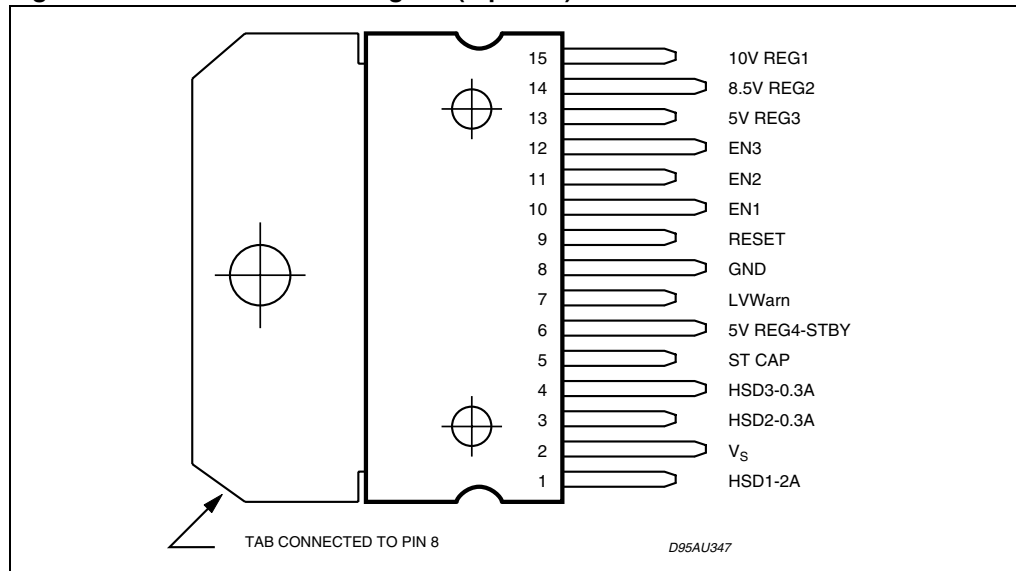 15 10V REG1
14 8.5V REG2
13 5V REG3
12 EN3
11 EN2
10 EN1
9 RESET
8 GND
7 LVWarn
6 5V REG4-STBY
5 ST CAP
4 HSD3-0.3A
3 HSD2-0.3A
2 VS
1 HSD1-2A
TAB CONNECTED TO PIN 8
D95AU347